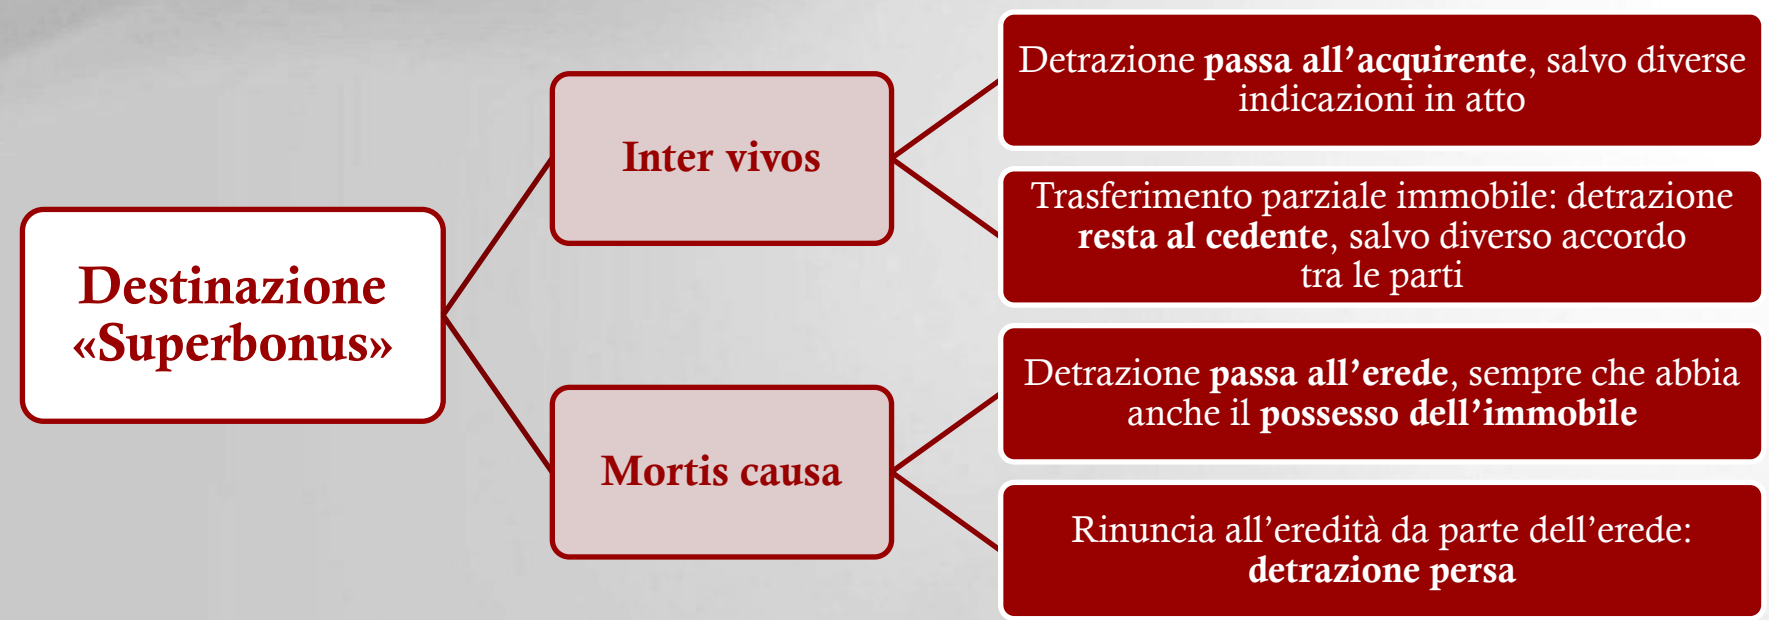 Destinazione
«Superbonus»
Inter vivos
Detrazione passa all’acquirente, salvo diverse
indicazioni in atto
Trasferimento parziale immobile: detrazione
resta al cedente, salvo diverso accordo
tra le parti
Mortis causa
Detrazione passa all’erede, sempre che abbia
anche il possesso dell’immobile
Rinuncia all’eredità da parte dell’erede:
detrazione persa